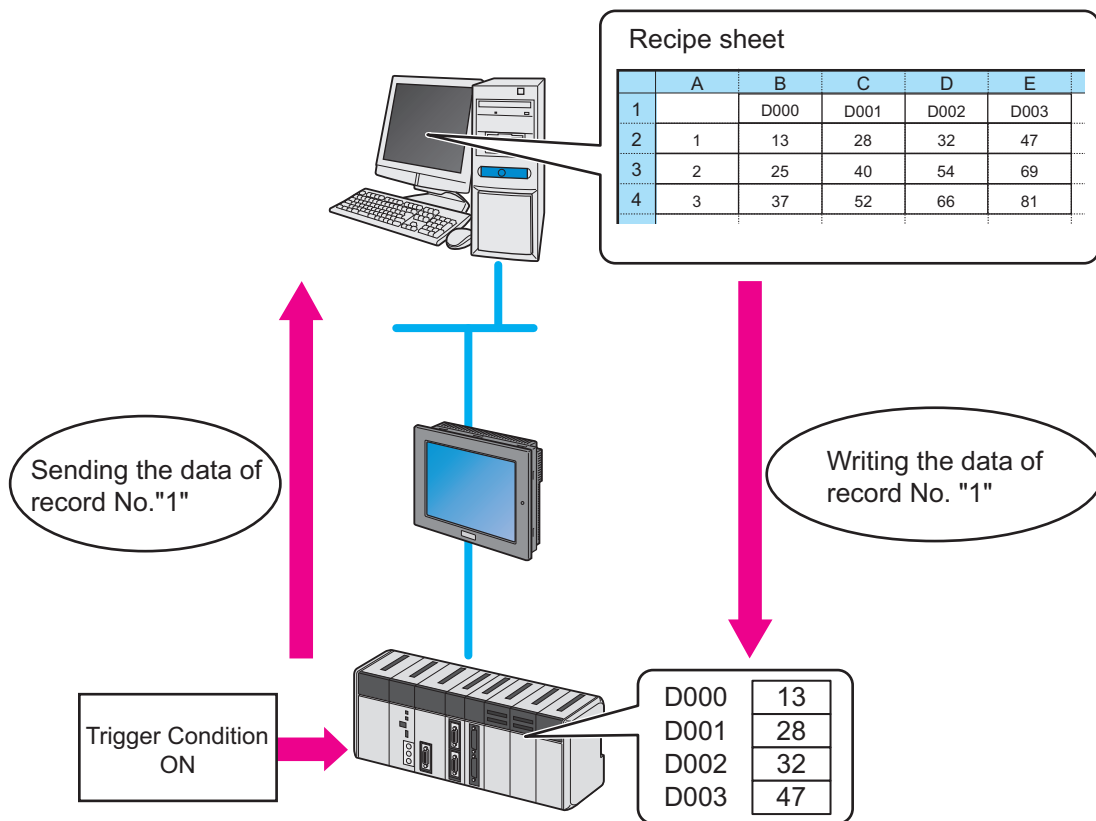 Recipe sheet
A B C D E
1 D000 D001 D002 D003
2 1 13 28 32 47
3 2 25 40 54 69
4 3 37 52 66 81
Sending the data of
record No."1"
Writing the data of
record No. "1"
Trigger Condition
ON
D000 13
D001 28
D002 32
D003 47